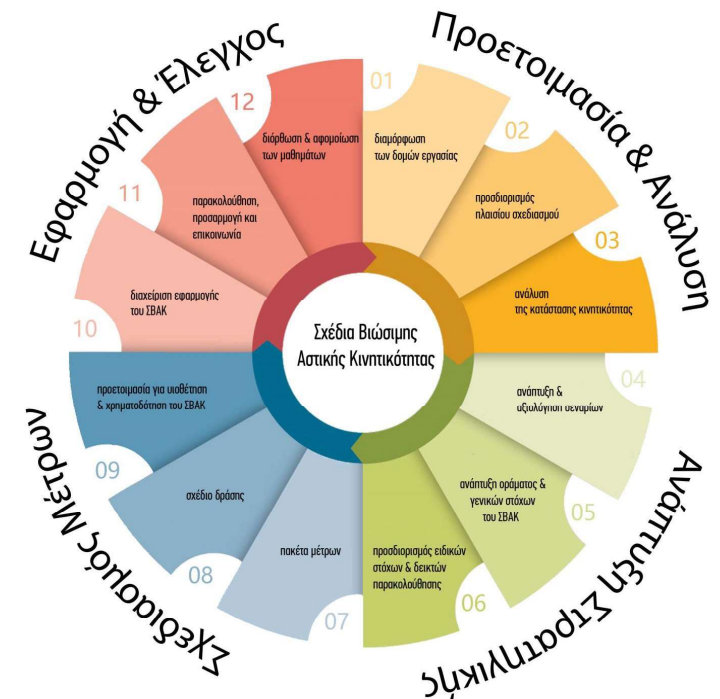 Προετοιμασία & Ανάλυση
01
διαμόρφωση
των δομών εργασίας
02
προσδιορισμός
πλαισίου σχεδιασμού
03
ανάλυση
της κατάστασης κινητικότητας
Ανάπτυξη Στρατηγικής
04
ανάπτυξη &
αξιολόγηση σεναρίων
05
ανάπτυξη οράματος &
γενικών στόχων
του ΣΒΑΚ
06
προσδιορισμός ειδικών
στόχων & δεικτών
παρακολούθησης
Σχεδιασμός Μέτρων
07
πακέτα μέτρων
08
σχέδιο δράσης
09
προετοιμασία για υιοθέτηση
& χρηματοδότηση του ΣΒΑΚ
Εφαρμογή & Έλεγχος
10
διαχείριση εφαρμογής
του ΣΒΑΚ
11
παρακολούθηση,
προσαρμογή και
επικοινωνία
12
διόρθωση & αφομοίωση
των μαθημάτων
Σχέδια Βιώσιμης
Αστικής Κινητικότητας